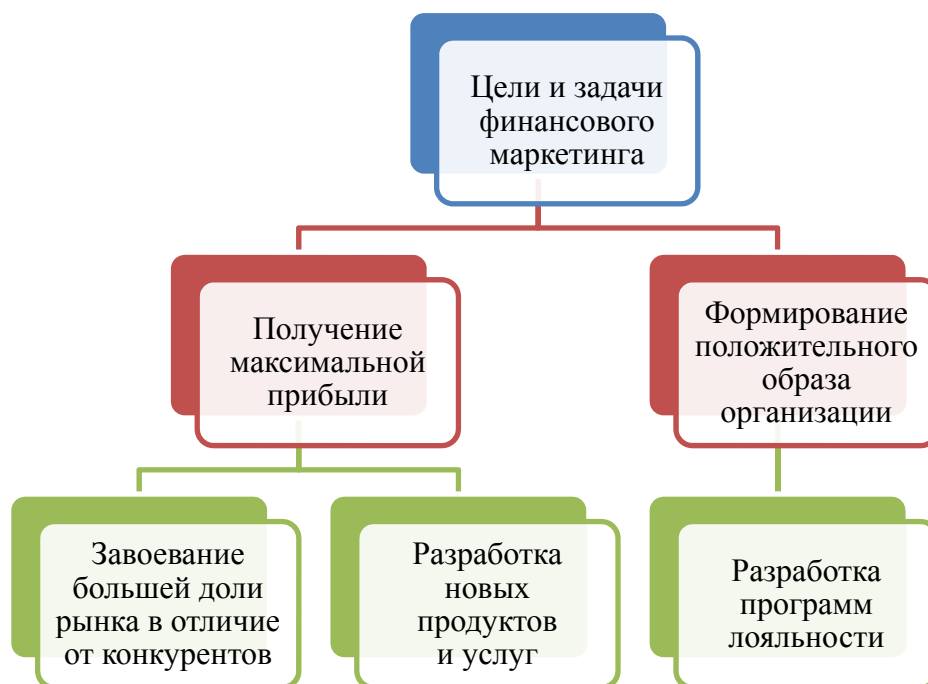 Цели и задачи
финансового
маркетинга
Получение
максимальной
прибыли
Формирование
положительного
образа
организации
Завоевание
большей доли
рынка в отличие
от конкурентов
Разработка
новых
продуктов
и услуг
Разработка
программ
лояльности